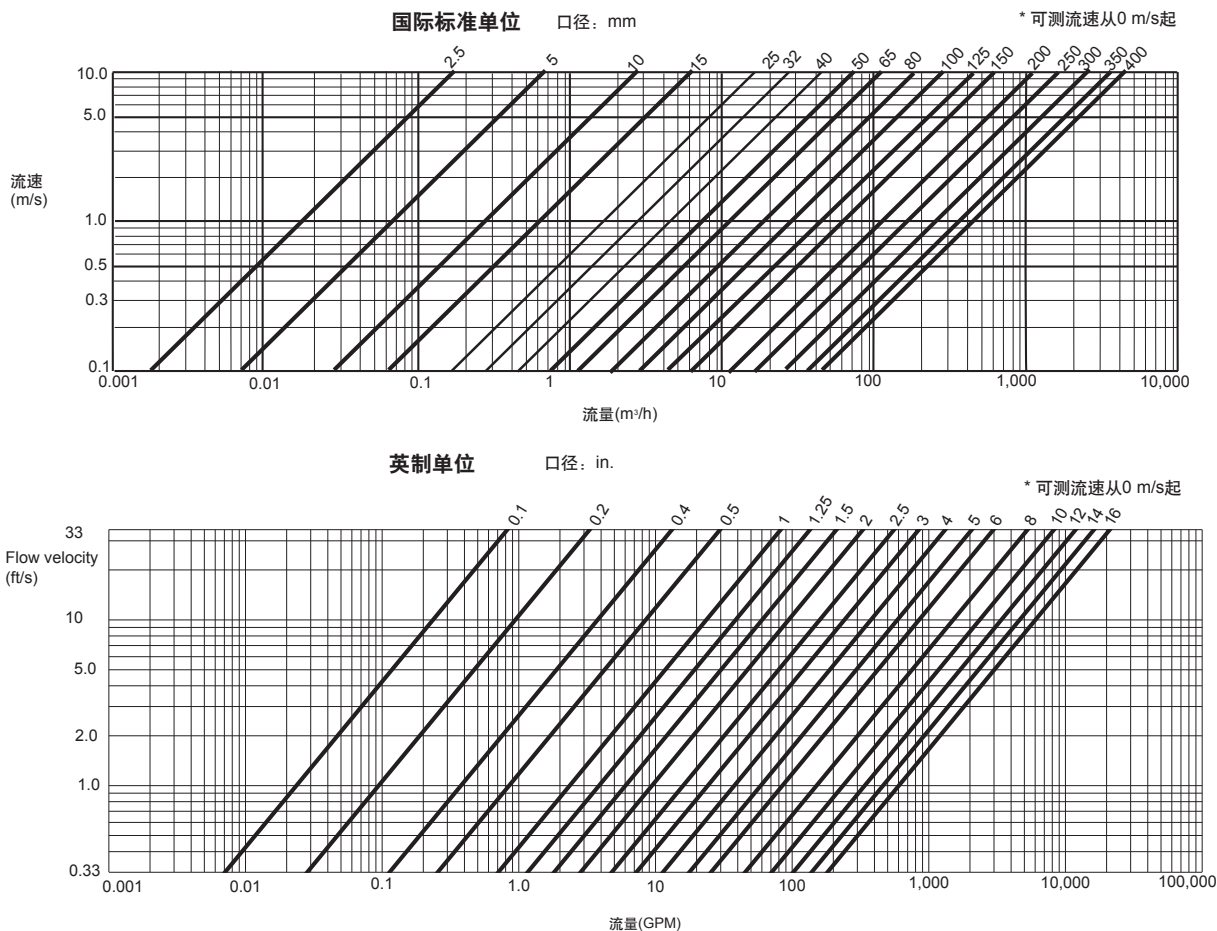 国际标准单位 口径：mm
* 可测流速从0 m/s起
2.5 5 10 15 25 32 40 50 65 80 100 125 150 200 250 300 350 400
10.0
5.0
流速
(m/s)
1.0
0.5
0.3
0.1
0.001 0.01 0.1 1 10 100 1,000 10,000
流量(m³/h)
英制单位 口径：in.
* 可测流速从0 m/s起
0.1 0.2 0.4 0.5 1 1.25 1.5 2 2.5 3 4 5 6 8 10 12 14 16
33
Flow velocity
(ft/s)
10
5.0
2.0
1.0
0.33
0.001 0.01 0.1 1.0 10 100 1,000 10,000 100,000
流量(GPM)